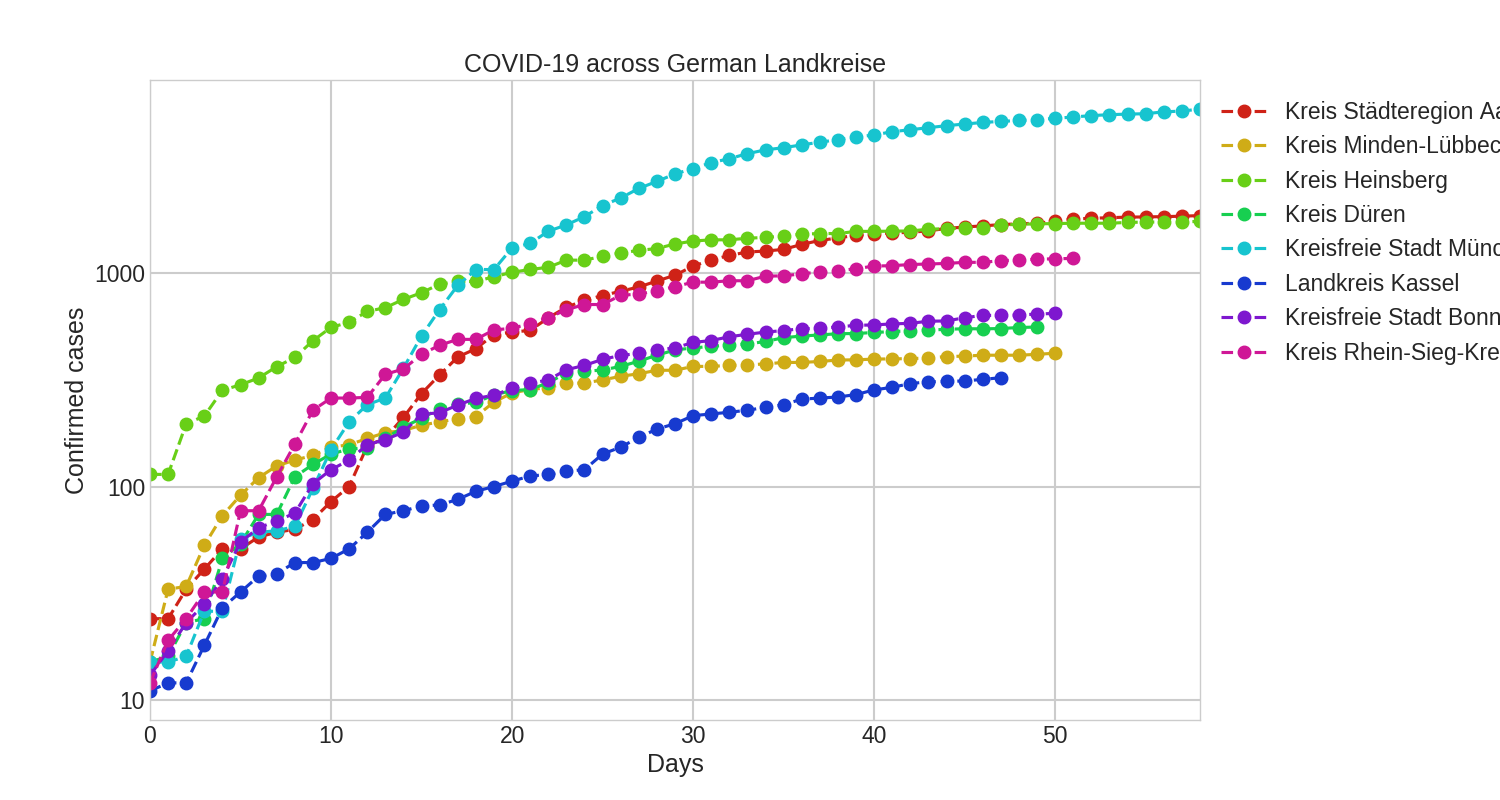 COVID-19 across German Landkreise
Confirmed cases
1000
100
10
0 10 20 30 40 50
Days
Kreis Städteregion Aa
Kreis Minden-Lübbec
Kreis Heinsberg
Kreis Düren
Kreisfreie Stadt Münc
Landkreis Kassel
Kreisfreie Stadt Bonn
Kreis Rhein-Sieg-Kre